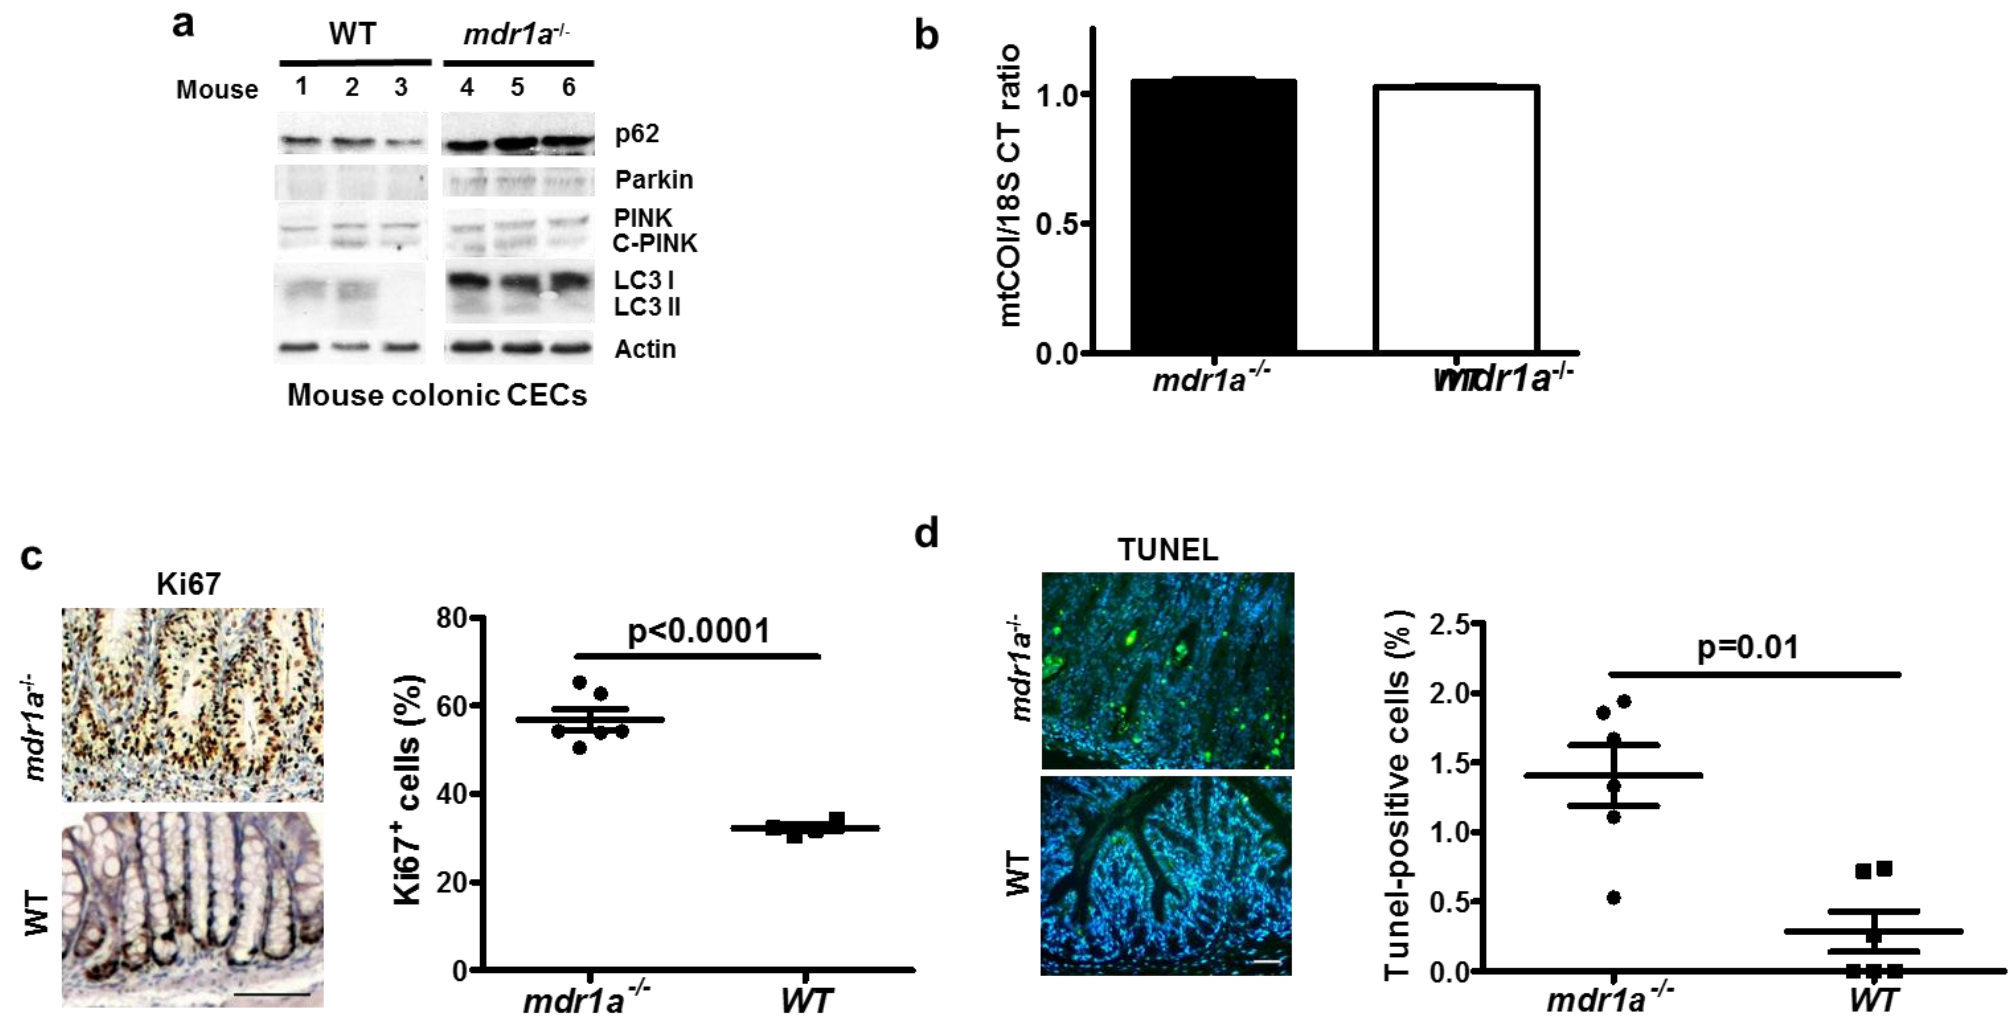 a
WT mdr1a-/-
Mouse 1 2 3 4 5 6
p62
Parkin
PINK
C-PINK
LC3 I
LC3 II
Actin
Mouse colonic CECs
b
mtCOI/18S CT ratio
1.0
0.5
0.0
mdr1a-/- WT mdr1a-/-
c
Ki67
mdr1a-/-
WT
Ki67+ cells (%)
80
60
40
20
0
p<0.0001
mdr1a-/- WT
d
TUNEL
mdr1a-/-
WT
Tunel-positive cells (%)
2.5
2.0
1.5
1.0
0.5
0.0
p=0.01
mdr1a-/- WT